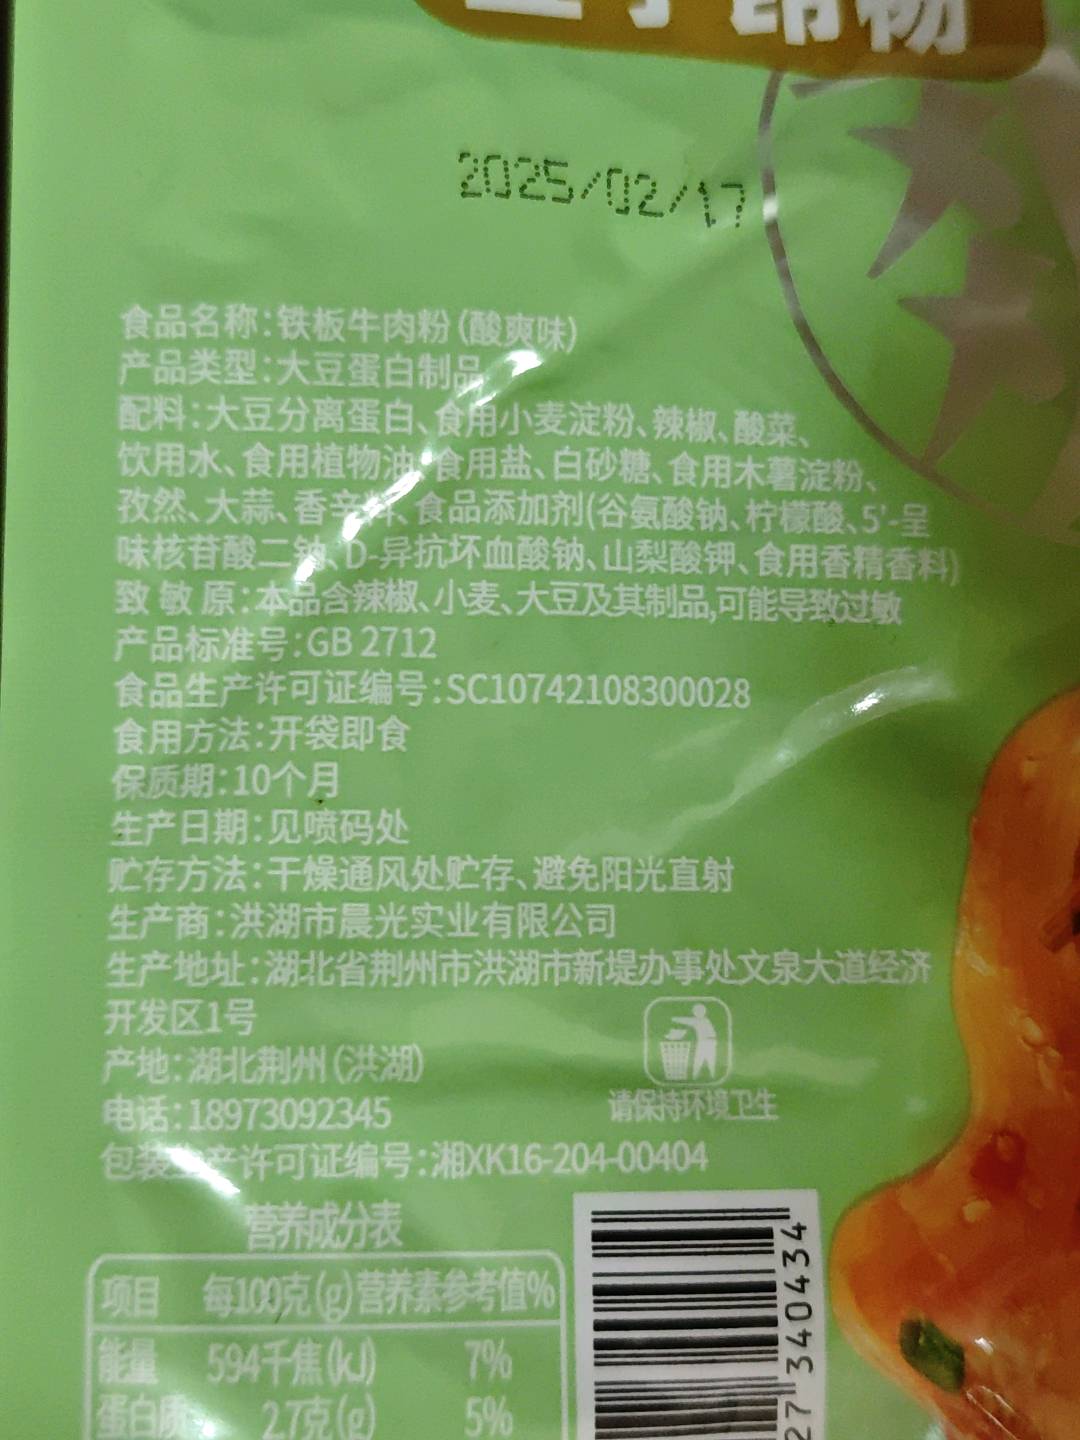 2025/02/17
食品名称:铁板牛肉粉(酸爽味)
产品类型:大豆蛋白制品
配料:大豆分离蛋白、食用小麦淀粉、辣椒、酸菜、
饮用水、食用植物油、食用盐、白砂糖、食用木薯淀粉、
孜然、大蒜、香辛料、食品添加剂(谷氨酸钠、柠檬酸、5'-呈
味核苷酸二钠、D-异抗坏血酸钠、山梨酸钾、食用香精香料)
致敏原:本品含辣椒、小麦、大豆及其制品,可能导致过敏
产品标准号:GB 2712
食品生产许可证编号:SC10742108300028
食用方法:开袋即食
保质期:10个月
生产日期:见喷码处
贮存方法:干燥通风处贮存、避免阳光直射
生产商:洪湖市晨光实业有限公司
生产地址:湖北省荆州市洪湖市新堤办事处文泉大道经济
开发区1号
产地:湖北荆州(洪湖)
电话:18973092345
请保持环境卫生
包装生产许可证编号:湘XK16-204-00404
营养成分表
项目 每100克(g) 营养素参考值%
能量 594千焦(kJ) 7%
蛋白质 2.7克(g) 5%
27 340434